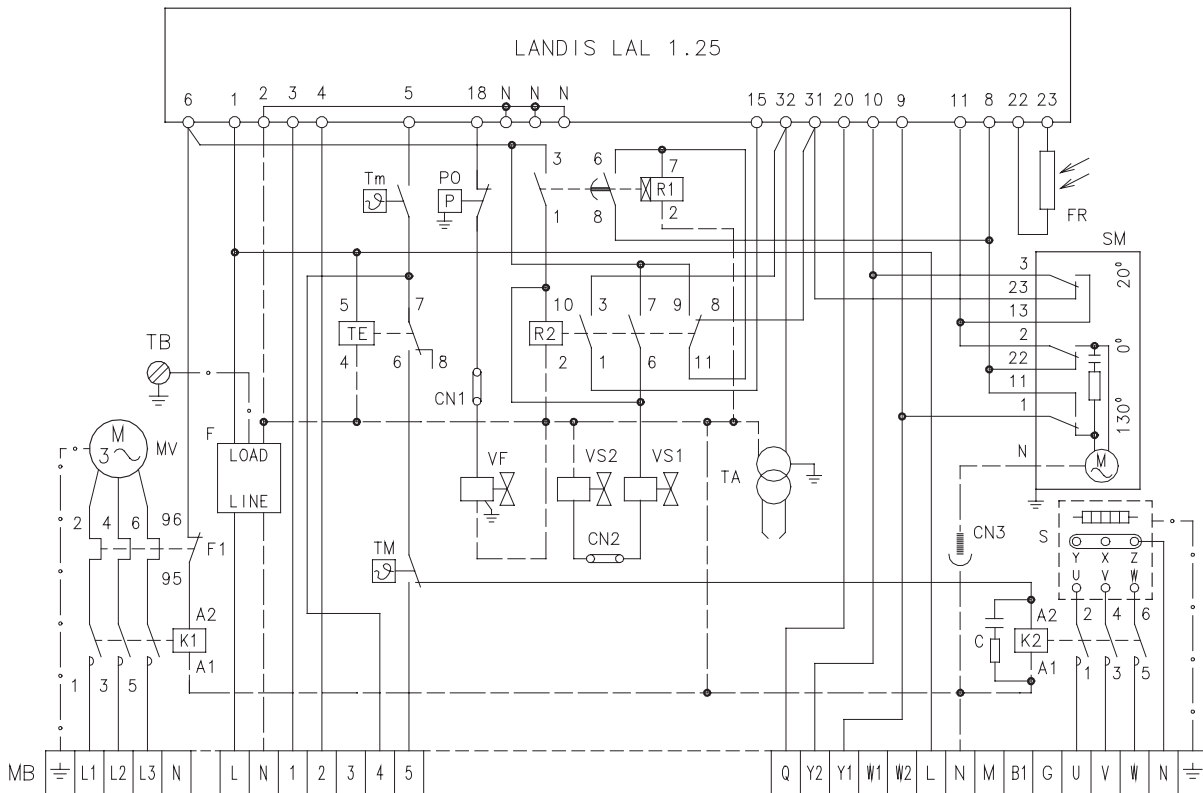 LANDIS LAL 1.25
6 1 2 3 4 5 18 N N N 15 32 31 20 10 9 11 8 22 23
3 6 7
Tm PO
P R1
1 8 2 FR
SM
3 20°
23
5 7 10 3 7 9 8 13
TE R2 2 0°
TB 4 6 8 2 1 6 11 22
CN1 11
1 130°
M 3 MV F LOAD VF VS2 VS1 TA N M
LINE
2 4 6 96 CN2 CN3 S
F1 TM Y X Z
95 U V W
A2 A2 2 4 6
K1 C K2
A1 A1
1 3 5 1 3 5
MB L1 L2 L3 N L N 1 2 3 4 5 Q Y2 Y1 W1 W2 L N M B1 G U V W N